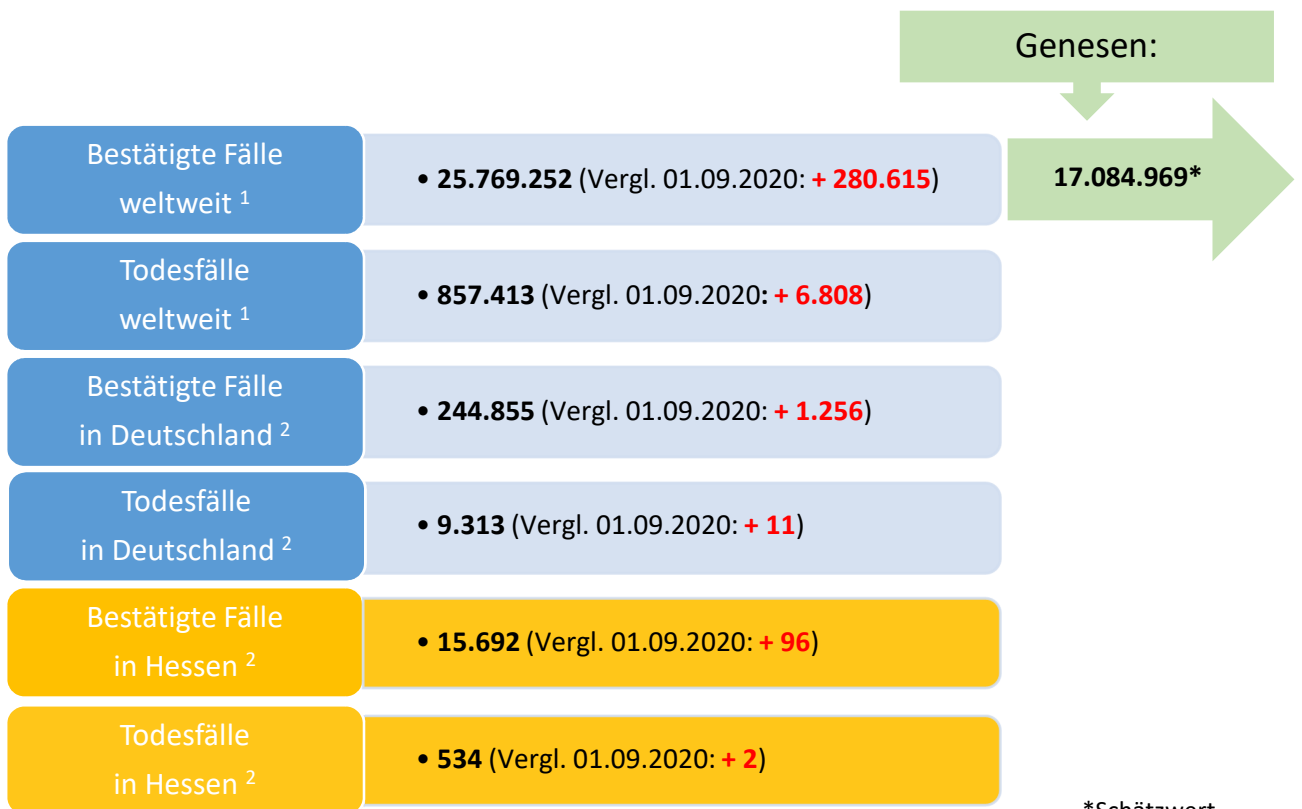 Genesen:
Bestätigte Fälle
weltweit ¹
• 25.769.252 (Vergl. 01.09.2020: + 280.615)
17.084.969*
Todesfälle
weltweit ¹
• 857.413 (Vergl. 01.09.2020: + 6.808)
Bestätigte Fälle
in Deutschland ²
• 244.855 (Vergl. 01.09.2020: + 1.256)
Todesfälle
in Deutschland ²
• 9.313 (Vergl. 01.09.2020: + 11)
Bestätigte Fälle
in Hessen ²
• 15.692 (Vergl. 01.09.2020: + 96)
Todesfälle
in Hessen ²
• 534 (Vergl. 01.09.2020: + 2)
*Schätzwert